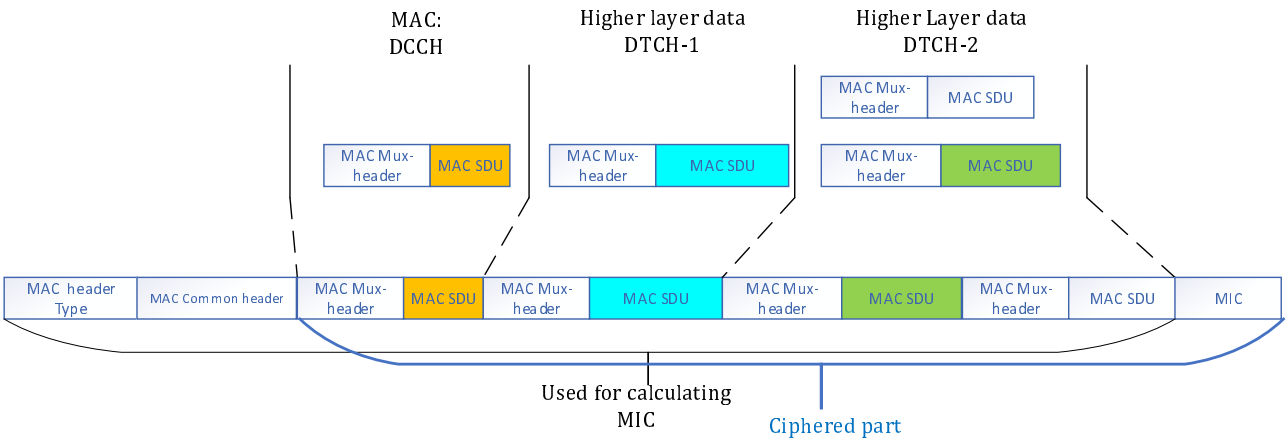 MAC:
DCCH
Higher layer data
DTCH-1
Higher Layer data
DTCH-2
MAC Mux-
header
MAC SDU
MAC Mux-
header
MAC SDU
MAC Mux-
header
MAC SDU
MAC Mux-
header
MAC SDU
MAC header
Type
MAC Common header
MAC Mux-
header
MAC SDU
MAC Mux-
header
MAC SDU
MAC Mux-
header
MAC SDU
MAC Mux-
header
MAC SDU
MIC
Used for calculating
MIC
Ciphered part